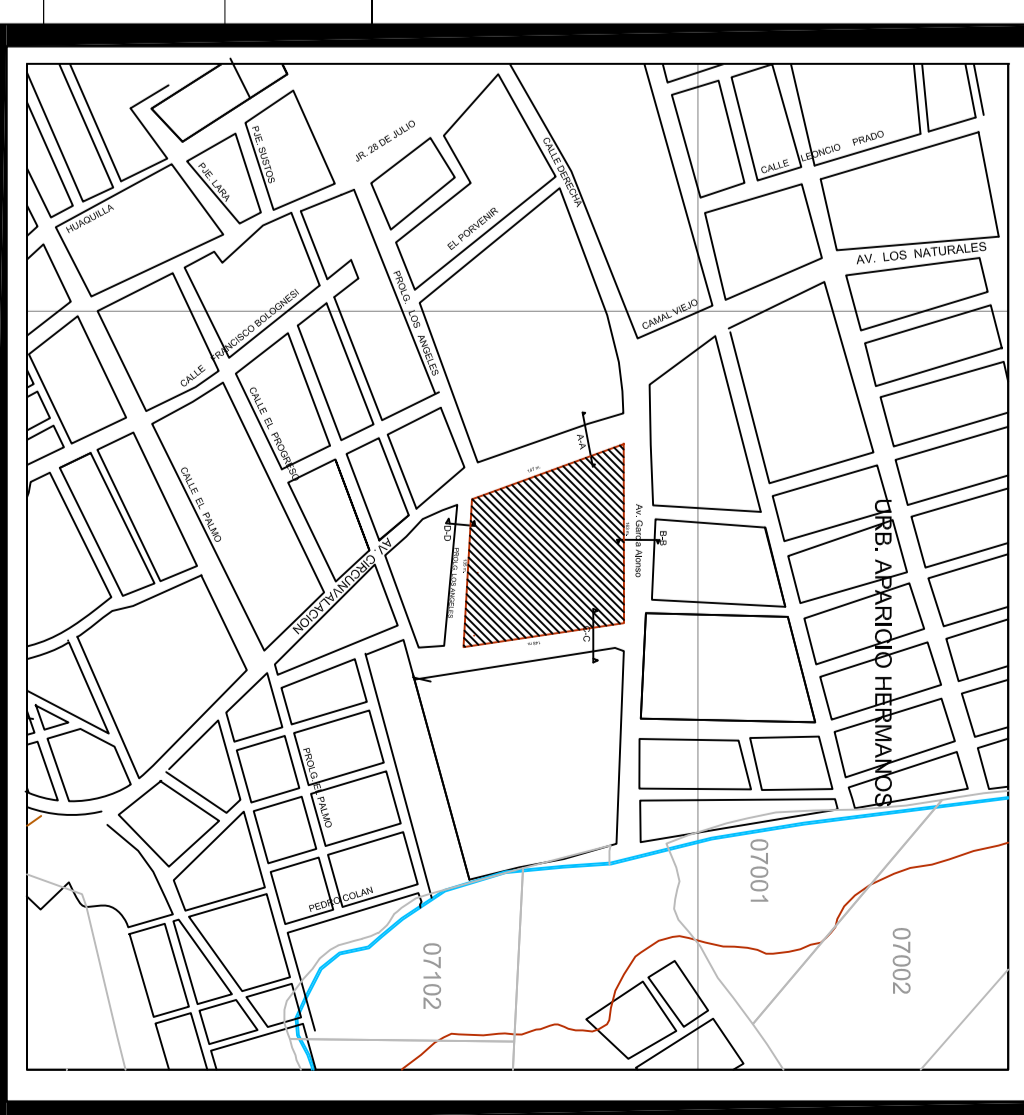 PJE. SUSTOS
JR. 28 DE JULIO
CALLE DERECHA
CALLE LEONCIO PRADO
PJE. LARA
HUAQUILLA
EL PORVENIR
AV. LOS NATURALES
PROLG. LOS ANGELES
CAMAL VIEJO
CALLE FRANCISCO BOLOGNESI
CALLE EL PROGRESO
CALLE EL PALMO
A-A
Av. Garcia Alonso
B-B
URB. APARICIO HERMANOS
D-D
PROLG. LOS ANGELES
AV. CIRCUNVALACION
C-C
PROLG. EL PALMO
PEDRO COLAN
07001
07002
07102